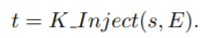 t = K_Inject(s, E).